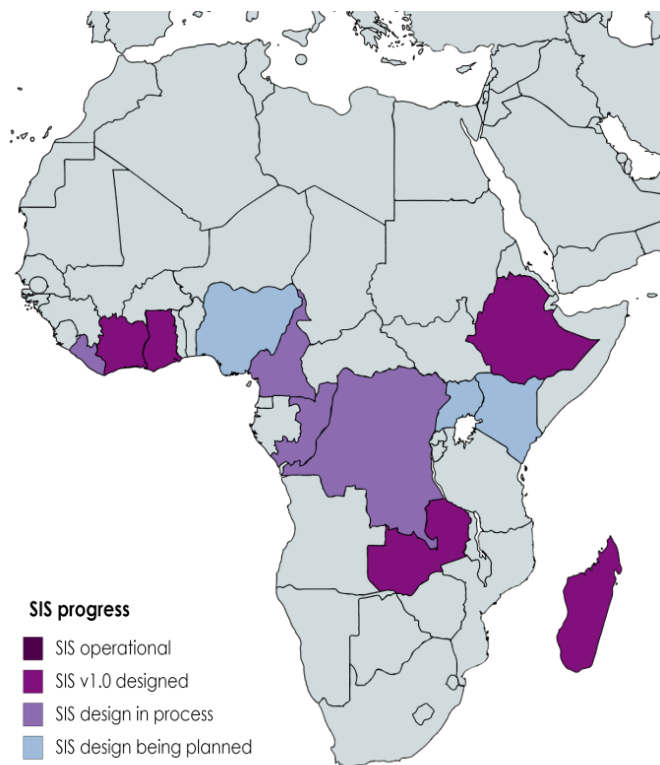 SIS progress
SIS operational
SIS v1.0 designed
SIS design in process
SIS design being planned